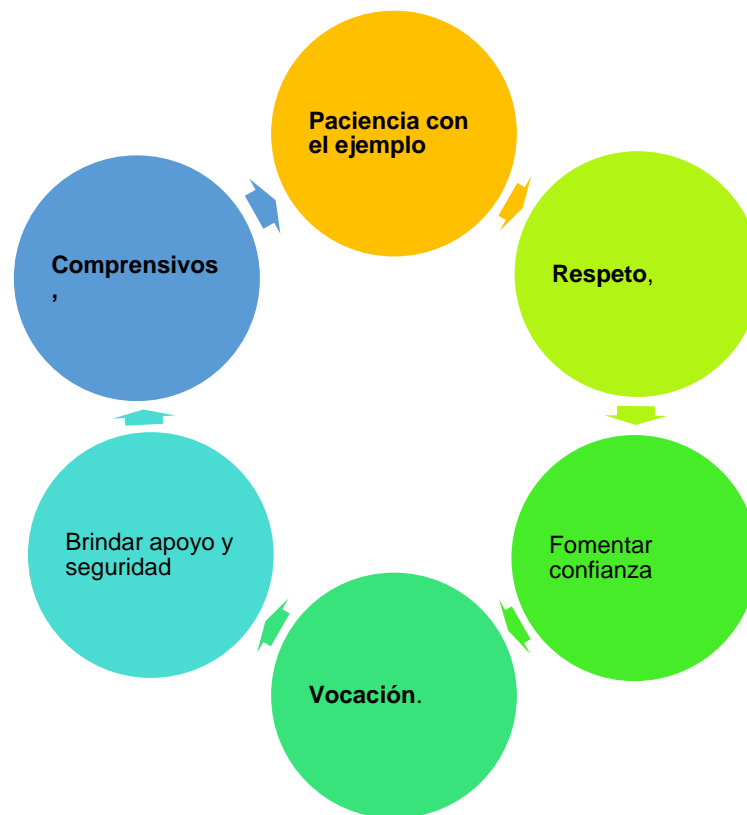 Paciencia con
el ejemplo
Respeto,
Fomentar
confianza
Vocación.
Brindar apoyo y
seguridad
Comprensivos
,